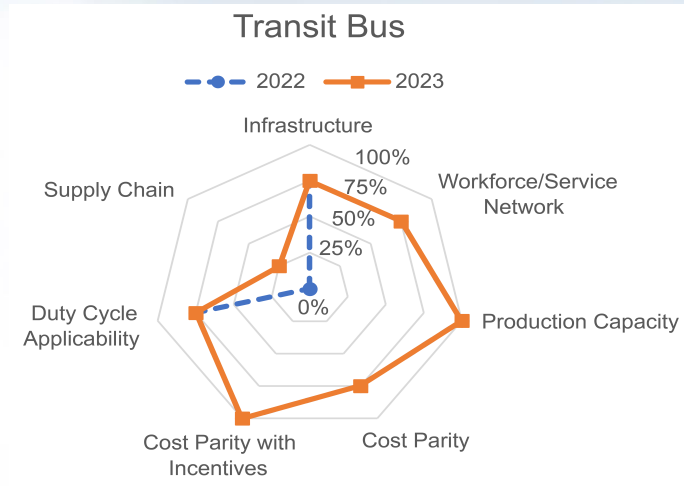 Transit Bus
2022
2023
Infrastructure
100%
Workforce/Service
Network
75%
Supply Chain
50%
25%
0%
Duty Cycle
Applicability
Production Capacity
Cost Parity with
Incentives
Cost Parity